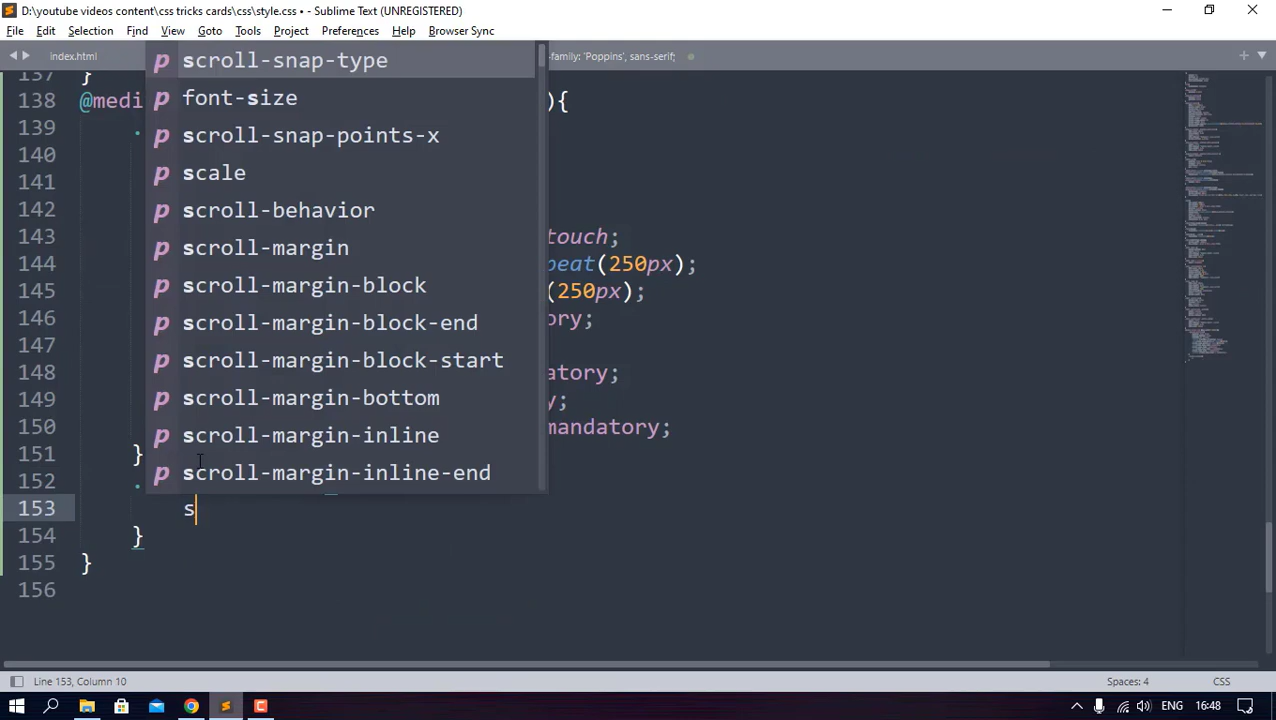 D:\youtube videos content\css tricks cards\css\style.css • - Sublime Text (UNREGISTERED)
File Edit Selection Find View Goto Tools Project Preferences Help Browser Sync
index.html -family: 'Poppins', sans-serif;
137 }
138 @medi ){
139 .
140
141
142
143 touch;
144 peat(250px);
145 (250px);
146 ory;
147
148 atory;
149 y;
150 mandatory;
151 }
152 .
153 s
154 }
155 }
156
p scroll-snap-type
p font-size
p scroll-snap-points-x
p scale
p scroll-behavior
p scroll-margin
p scroll-margin-block
p scroll-margin-block-end
p scroll-margin-block-start
p scroll-margin-bottom
p scroll-margin-inline
p scroll-margin-inline-end
Line 153, Column 10 Spaces: 4 CSS
ENG 16:48